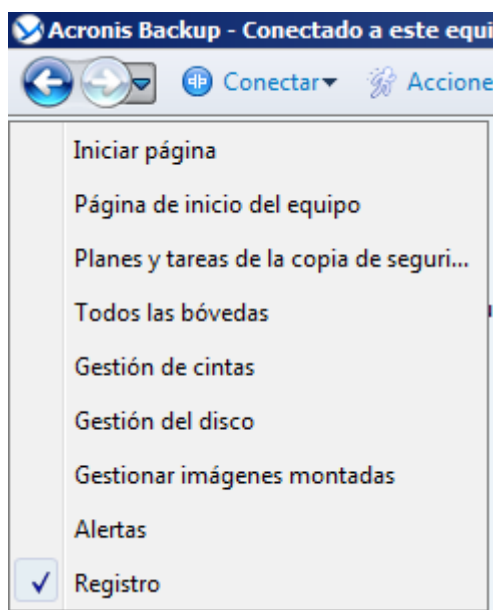 Acronis Backup - Conectado a este equi
Conectar Accione
Iniciar página
Página de inicio del equipo
Planes y tareas de la copia de seguri...
Todos las bóvedas
Gestión de cintas
Gestión del disco
Gestionar imágenes montadas
Alertas
Registro